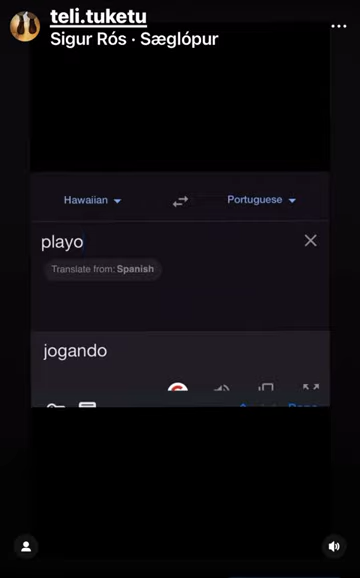 teli.tuketu
Sigur Rós · Sæglópur
Hawaiian
Portuguese
playo
Translate from: Spanish
jogando